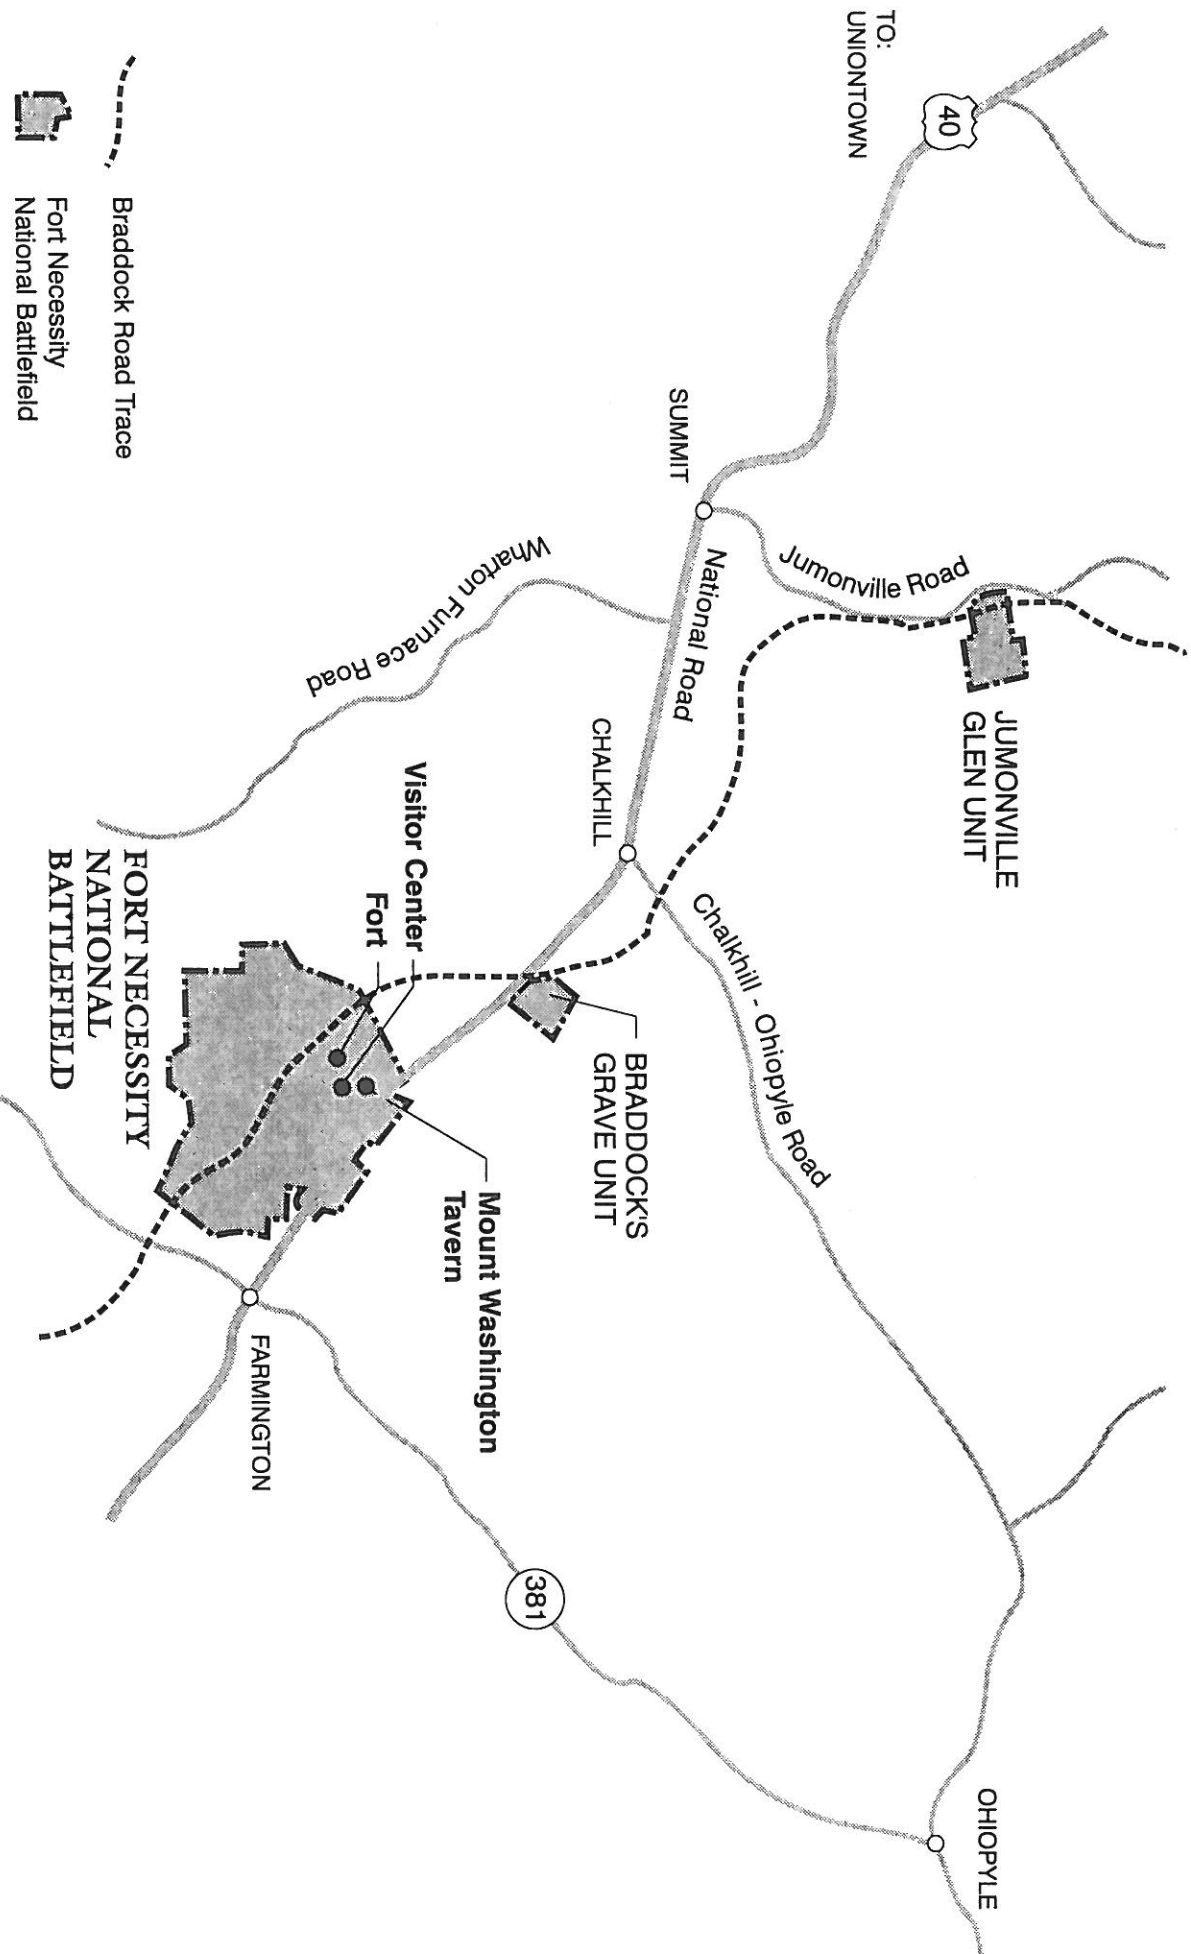 TO:
UNIONTOWN
40
SUMMIT
National Road
Jumonville Road
JUMONVILLE
GLEN UNIT
Wharton Furnace Road
CHALKHILL
Chalkhill - Ohiopyle Road
OHIOPYLE
BRADDOCK'S
GRAVE UNIT
Visitor Center
Fort
Mount Washington
Tavern
FORT NECESSITY
NATIONAL
BATTLEFIELD
FARMINGTON
381
Braddock Road Trace
Fort Necessity
National Battlefield